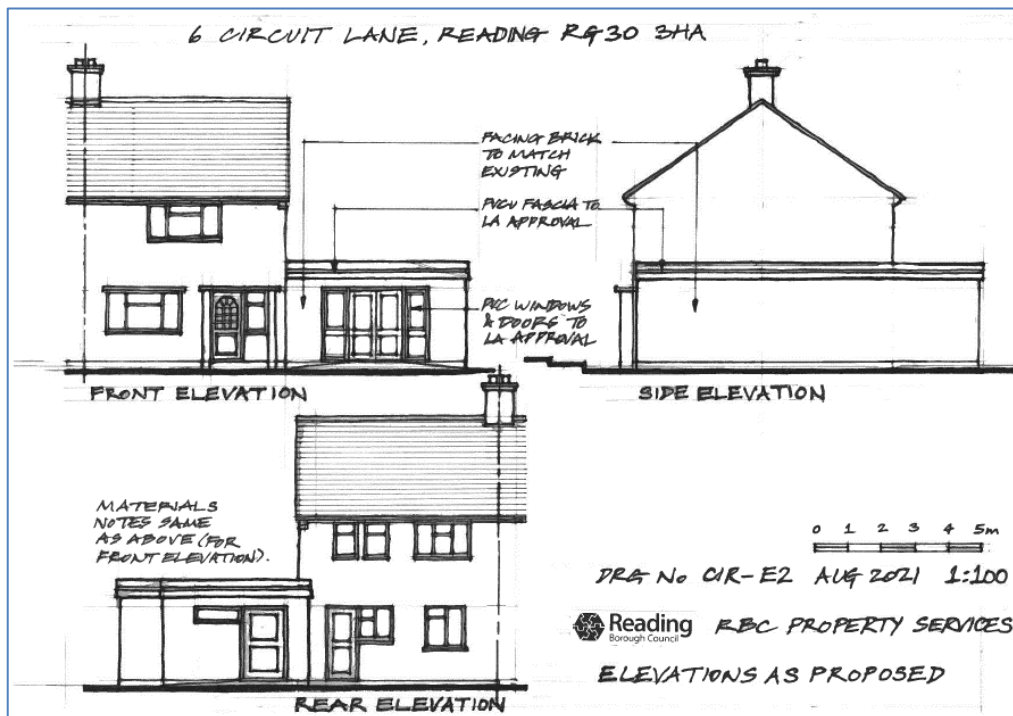 6 CIRCUIT LANE, READING RG30 3HA
FACING BRICK
TO MATCH
EXISTING
PVCU FASCIA TO
LA APPROVAL
PVC WINDOWS
& DOORS TO
LA APPROVAL
FRONT ELEVATION
SIDE ELEVATION
MATERIALS
NOTES SAME
AS ABOVE (FOR
FRONT ELEVATION).
0 1 2 3 4 5m
DRG No CIR-E2 AUG 2021 1:100
Reading
Borough Council
RBC PROPERTY SERVICES
ELEVATIONS AS PROPOSED
REAR ELEVATION